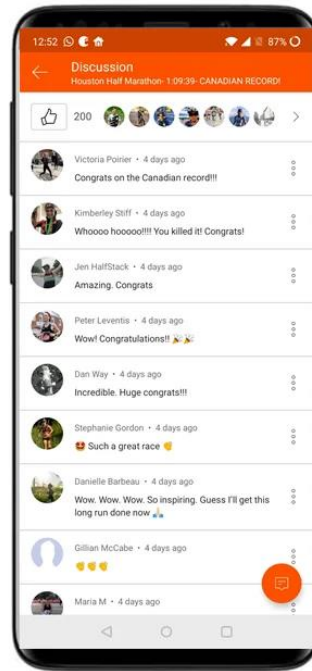 12:52
87%
Discussion
Houston Half Marathon- 1:09:39- CANADIAN RECORD!
200
Victoria Poirier • 4 days ago
Congrats on the Canadian record!!!
Kimberley Stiff • 4 days ago
Whoooo hooooo!!!! You killed it! Congrats!
Jen HalfStack • 4 days ago
Amazing. Congrats
Peter Leventis • 4 days ago
Wow! Congratulations!! 🎉🎉
Dan Way • 4 days ago
Incredible. Huge congrats!!!
Stephanie Gordon • 4 days ago
🤩 Such a great race 👏
Danielle Barbeau • 4 days ago
Wow. Wow. Wow. So inspiring. Guess I'll get this
long run done now 🙏🏻
Gillian McCabe • 4 days ago
👏👏👏
Maria M • 4 days ago